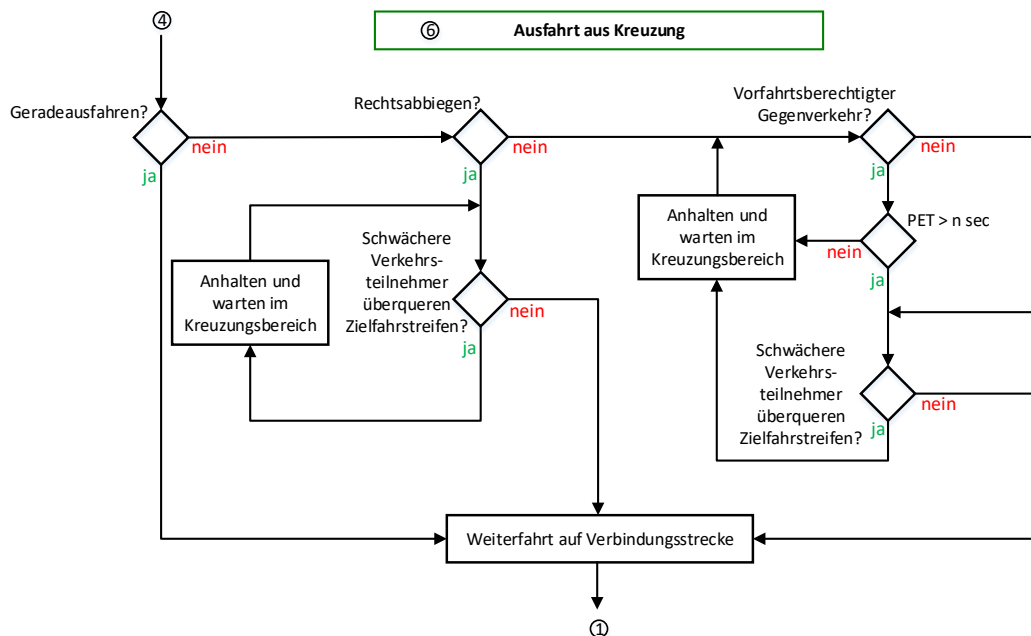 ④
⑥ Ausfahrt aus Kreuzung
Geradeausfahren?
nein
ja
Rechtsabbiegen?
nein
ja
Vorfahrtsberechtigter
Gegenverkehr?
nein
ja
Anhalten und
warten im
Kreuzungsbereich
PET > n sec
nein
ja
Anhalten und
warten im
Kreuzungsbereich
Schwächere
Verkehrs-
teilnehmer
überqueren
Zielfahrstreifen?
nein
ja
Schwächere
Verkehrs-
teilnehmer
überqueren
Zielfahrstreifen?
nein
ja
Weiterfahrt auf Verbindungsstrecke
①